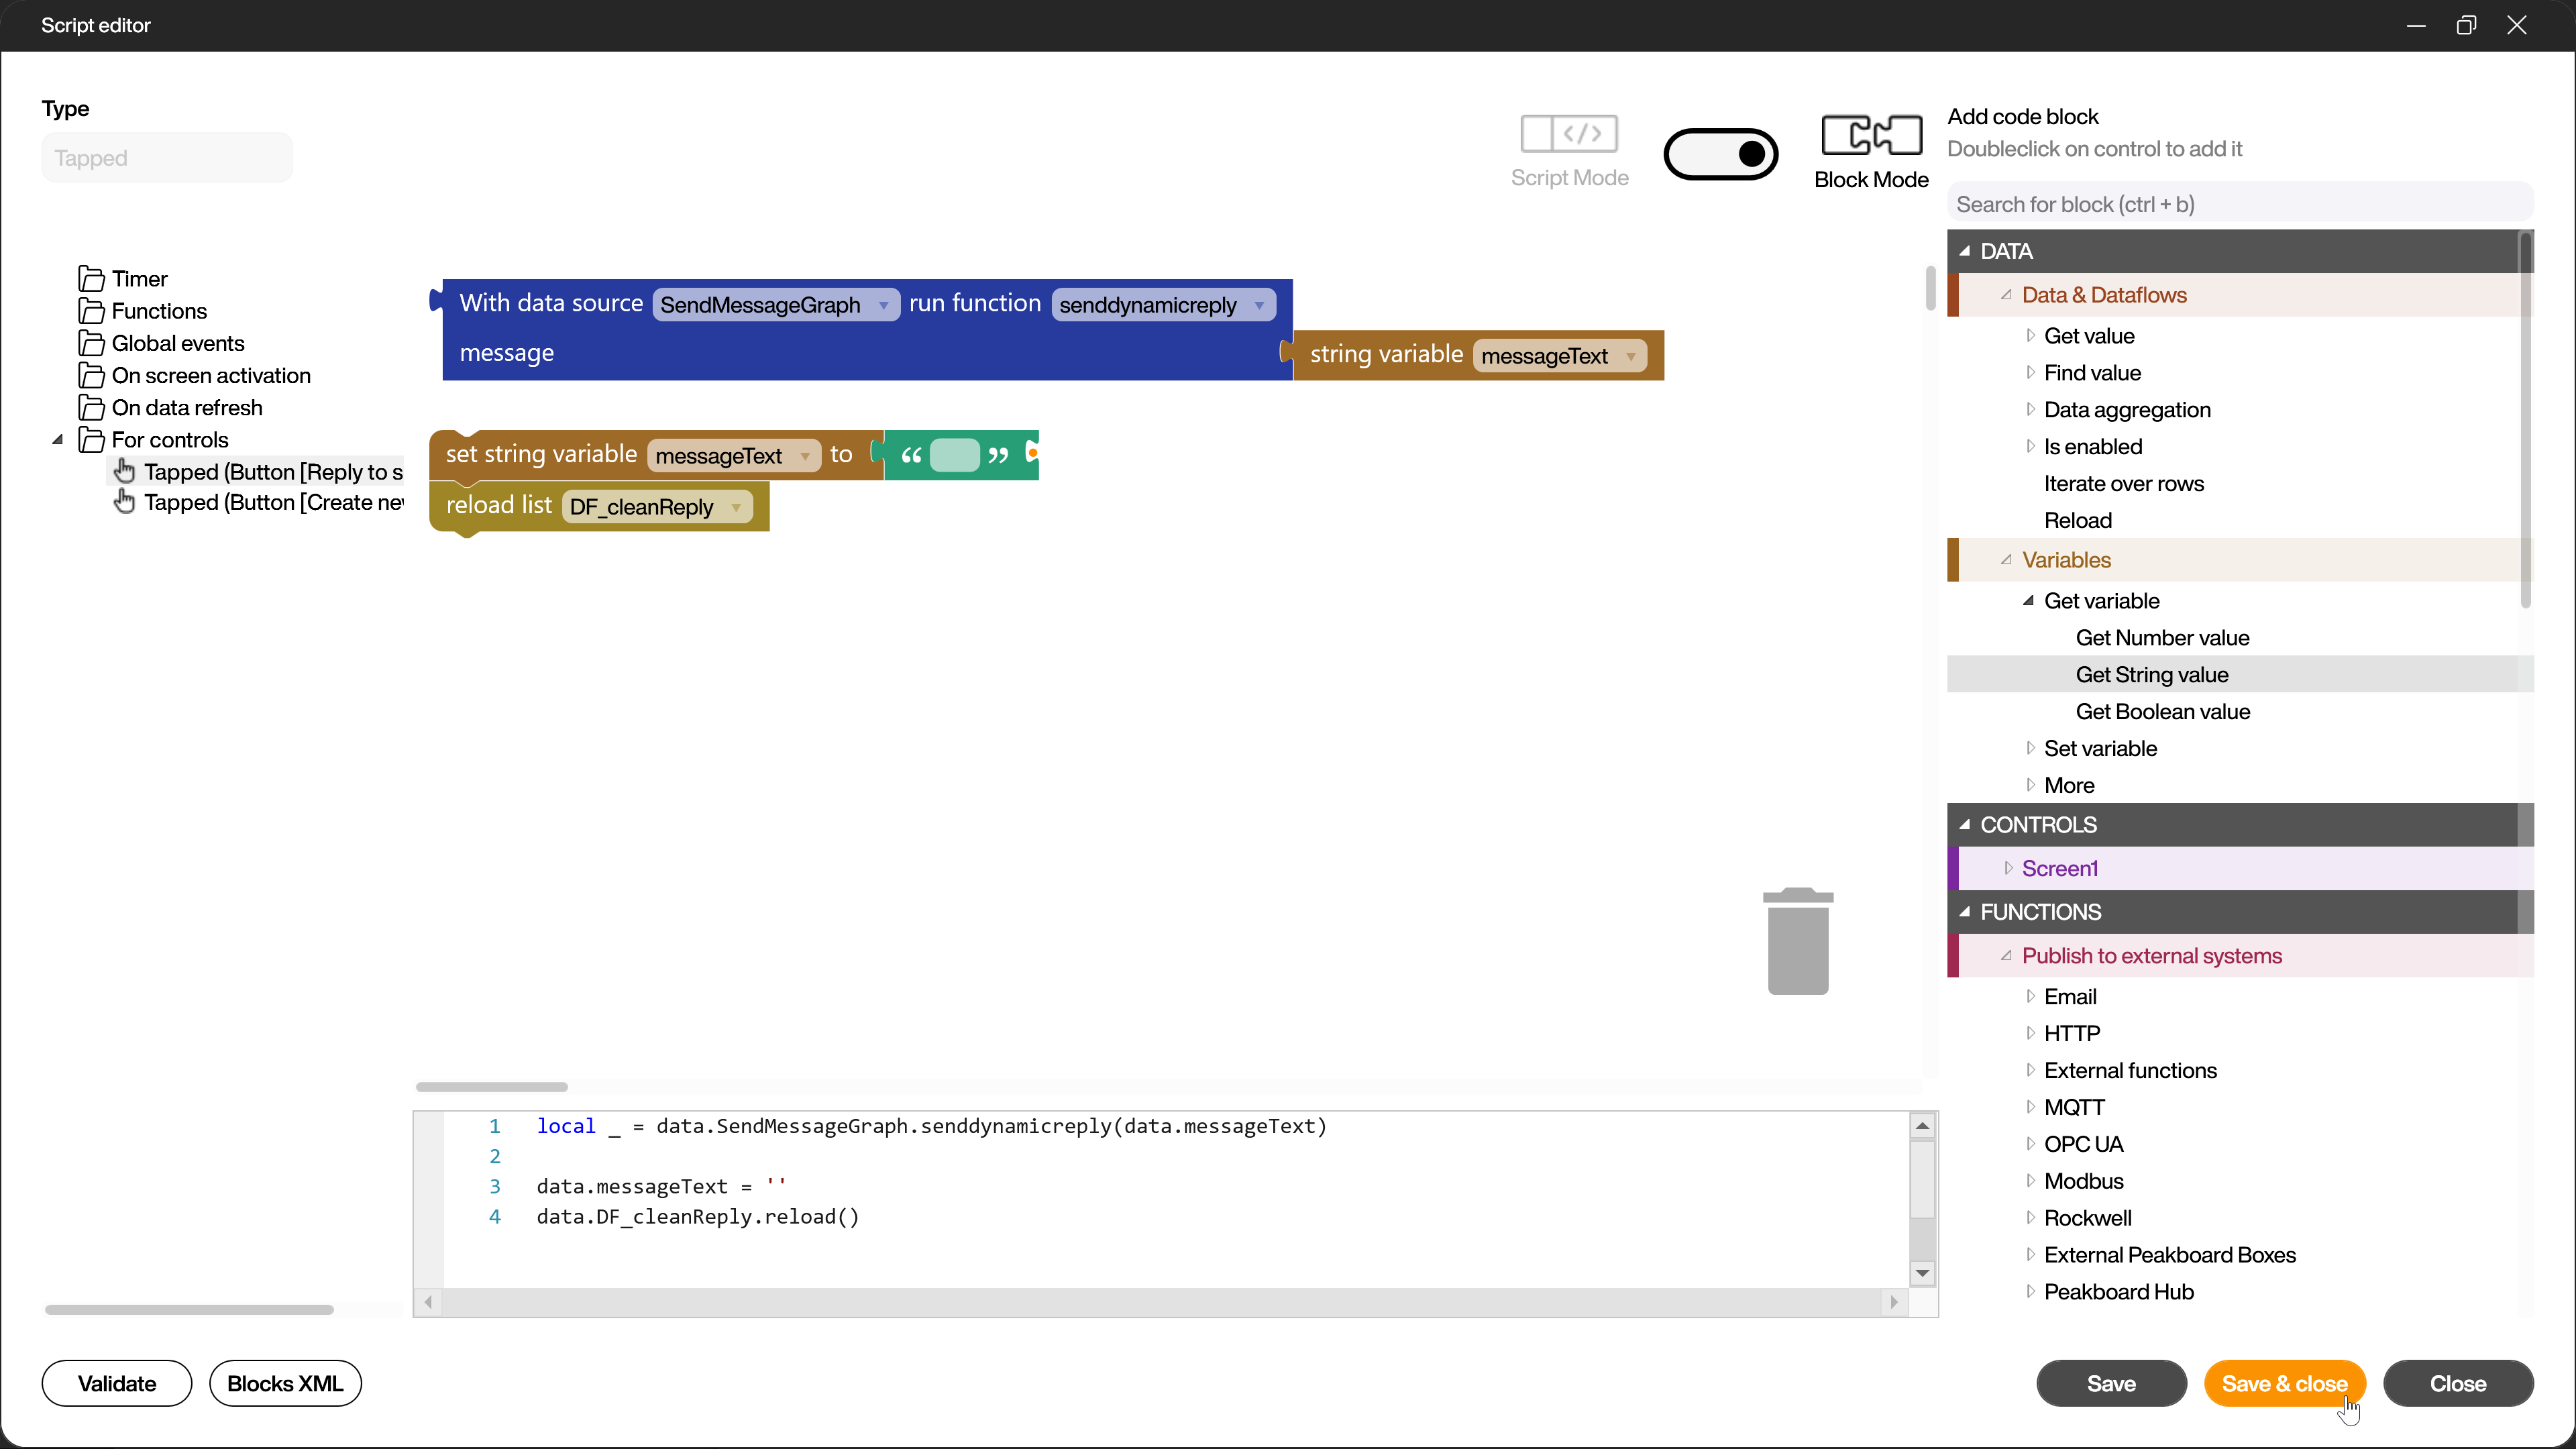 Script editor
Type
Tapped
Script Mode
Block Mode
Add code block
Doubleclick on control to add it
Search for block (ctrl + b)
Timer
Functions
Global events
On screen activation
On data refresh
For controls
Tapped (Button [Reply to s
Tapped (Button [Create nev
With data source SendMessageGraph run function senddynamicreply
message string variable messageText
set string variable messageText to “ ”
reload list DF_cleanReply
1 local _ = data.SendMessageGraph.senddynamicreply(data.messageText)
2
3 data.messageText = ''
4 data.DF_cleanReply.reload()
DATA
Data & Dataflows
Get value
Find value
Data aggregation
Is enabled
Iterate over rows
Reload
Variables
Get variable
Get Number value
Get String value
Get Boolean value
Set variable
More
CONTROLS
Screen1
FUNCTIONS
Publish to external systems
Email
HTTP
External functions
MQTT
OPC UA
Modbus
Rockwell
External Peakboard Boxes
Peakboard Hub
Validate
Blocks XML
Save
Save & close
Close